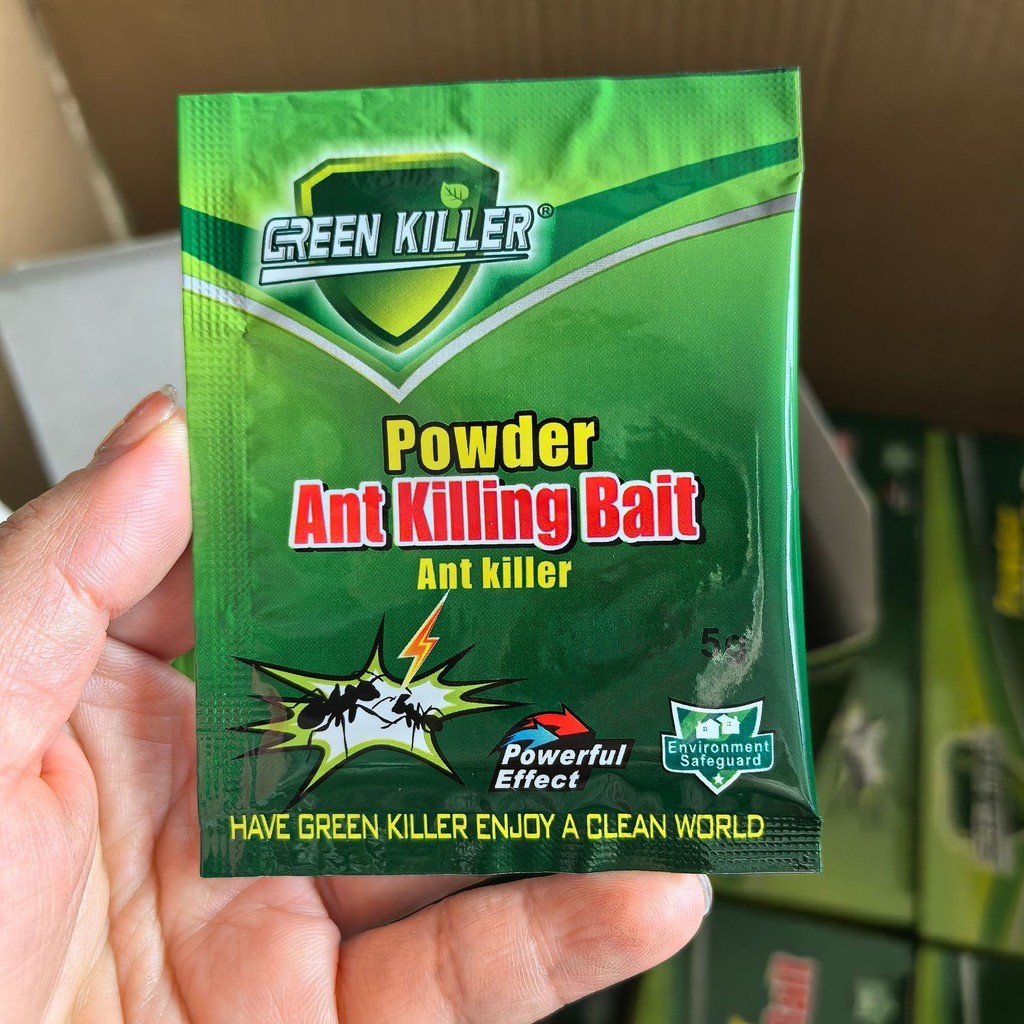 GREEN KILLER®
Powder
Ant Killing Bait
Ant killer
5g
Powerful
Effect
Environment
Safeguard
HAVE GREEN KILLER ENJOY A CLEAN WORLD
Bait